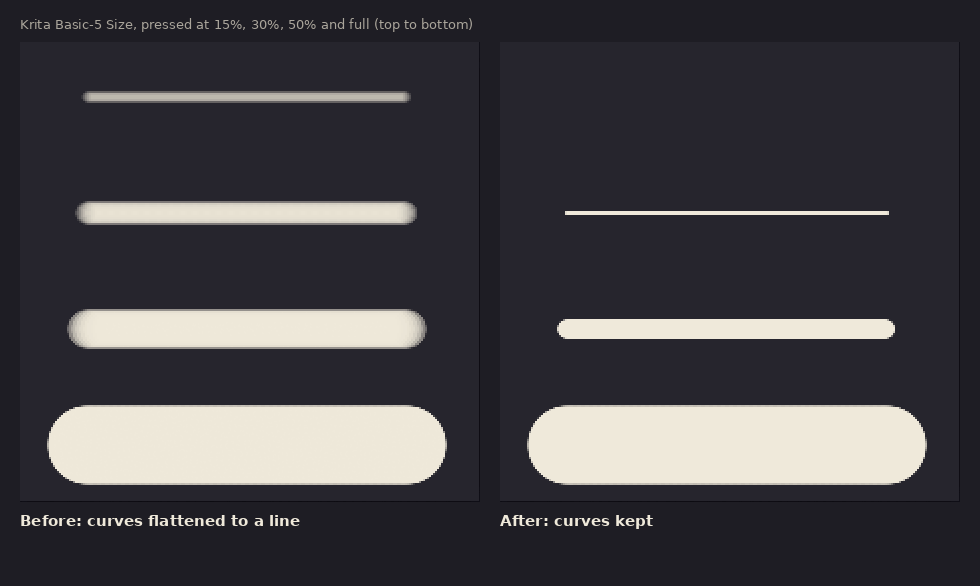 Krita Basic-5 Size, pressed at 15%, 30%, 50% and full (top to bottom)
Before: curves flattened to a line
After: curves kept